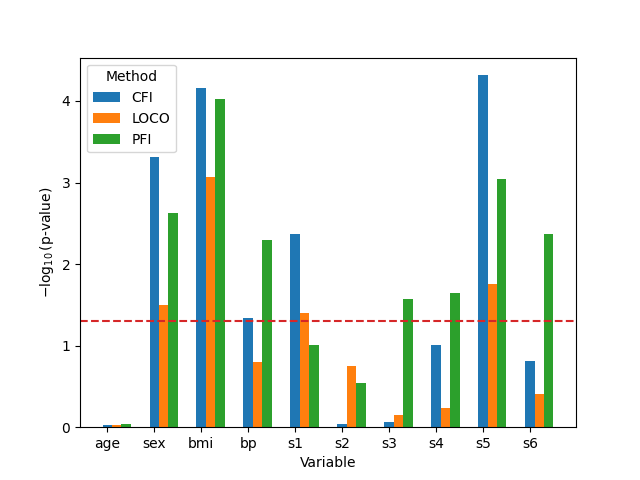 Method
CFI
LOCO
PFI
4
3
2
1
0
−log₁₀(p-value)
age sex bmi bp s1 s2 s3 s4 s5 s6
Variable